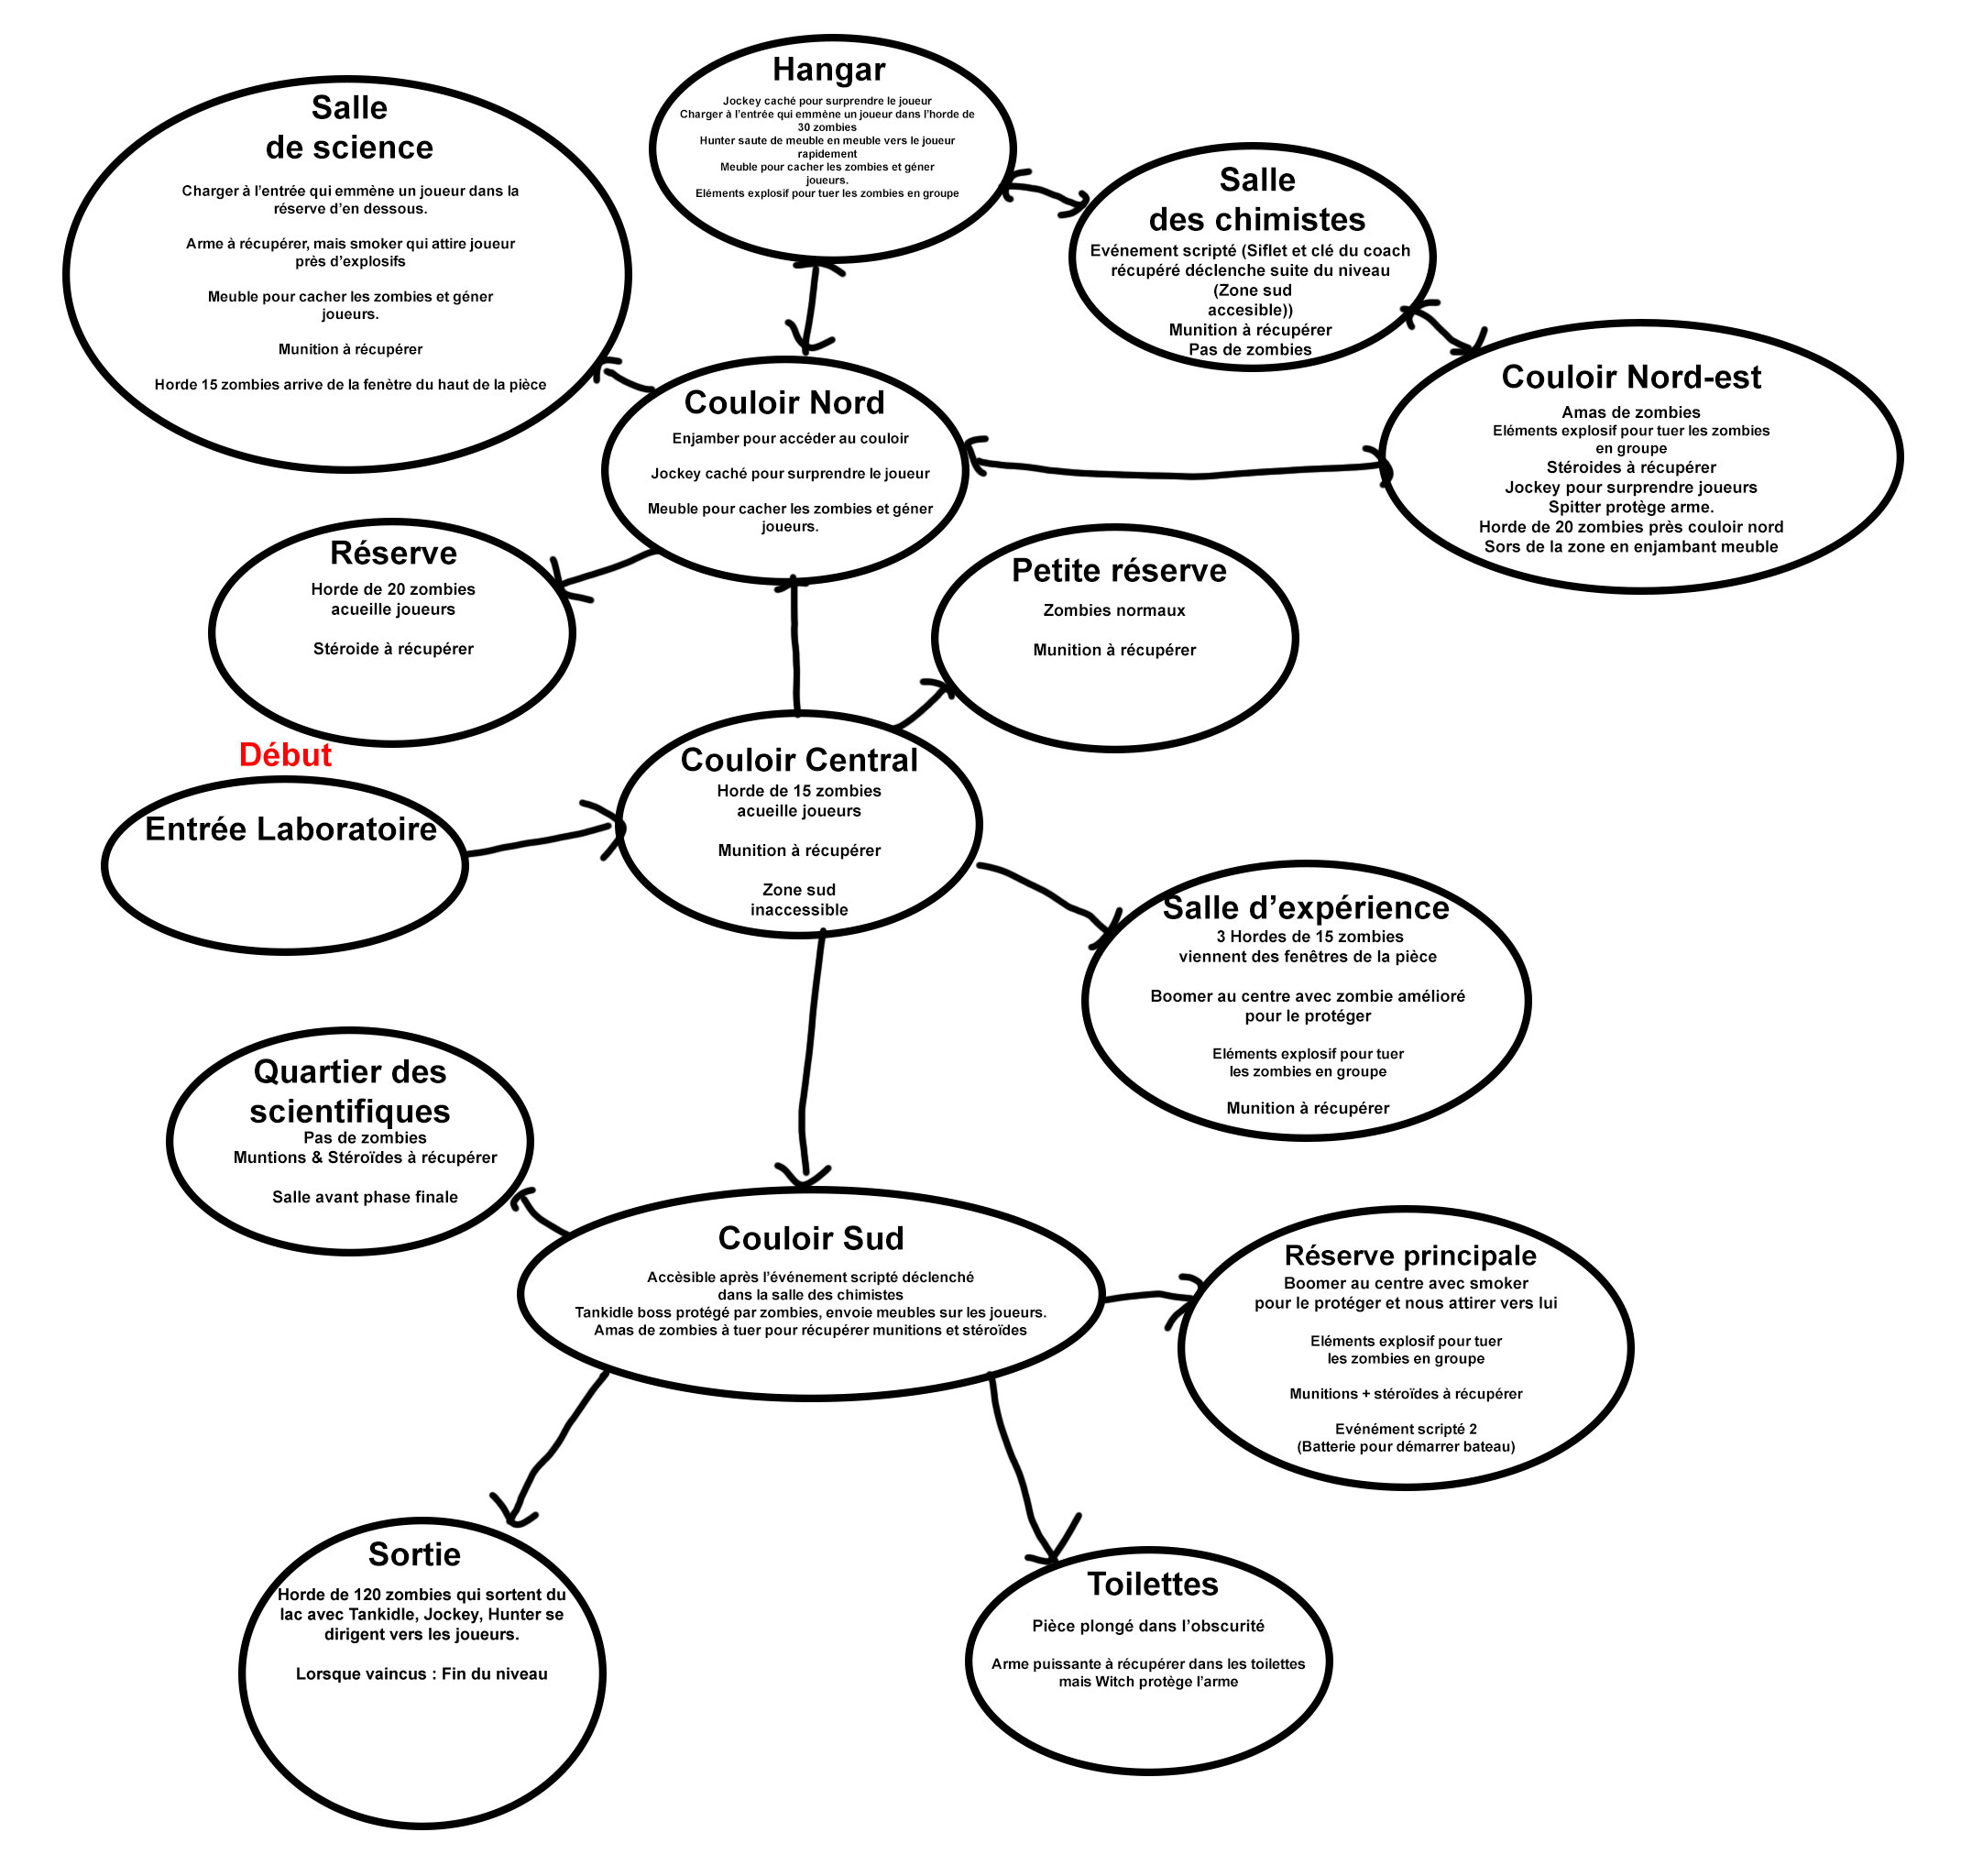 Hangar
Jockey caché pour surprendre le joueur
Charger à l'entrée qui emmène un joueur dans l'horde de
30 zombies
Hunter saute de meuble en meuble vers le joueur
rapidement
Meuble pour cacher les zombies et géner
joueurs.
Eléments explosif pour tuer les zombies en groupe
Salle
de science
Charger à l'entrée qui emmène un joueur dans la
réserve d'en dessous.
Arme à récupérer, mais smoker qui attire joueur
près d'explosifs
Meuble pour cacher les zombies et géner
joueurs.
Munition à récupérer
Horde 15 zombies arrive de la fenètre du haut de la pièce
Salle
des chimistes
Evénement scripté (Siflet et clé du coach
récupéré déclenche suite du niveau
(Zone sud
accesible))
Munition à récupérer
Pas de zombies
Couloir Nord
Enjamber pour accéder au couloir
Jockey caché pour surprendre le joueur
Meuble pour cacher les zombies et géner
joueurs.
Couloir Nord-est
Amas de zombies
Eléments explosif pour tuer les zombies
en groupe
Stéroides à récupérer
Jockey pour surprendre joueurs
Spitter protège arme.
Horde de 20 zombies près couloir nord
Sors de la zone en enjambant meuble
Réserve
Horde de 20 zombies
acueille joueurs
Stéroide à récupérer
Petite réserve
Zombies normaux
Munition à récupérer
Début
Entrée Laboratoire
Couloir Central
Horde de 15 zombies
acueille joueurs
Munition à récupérer
Zone sud
inaccessible
Salle d'expérience
3 Hordes de 15 zombies
viennent des fenêtres de la pièce
Boomer au centre avec zombie amélioré
pour le protéger
Eléments explosif pour tuer
les zombies en groupe
Munition à récupérer
Quartier des
scientifiques
Pas de zombies
Muntions & Stéroïdes à récupérer
Salle avant phase finale
Couloir Sud
Accèsible après l'événement scripté déclenché
dans la salle des chimistes
Tankidle boss protégé par zombies, envoie meubles sur les joueurs.
Amas de zombies à tuer pour récupérer munitions et stéroïdes
Réserve principale
Boomer au centre avec smoker
pour le protéger et nous attirer vers lui
Eléments explosif pour tuer
les zombies en groupe
Munitions + stéroïdes à récupérer
Evénément scripté 2
(Batterie pour démarrer bateau)
Sortie
Horde de 120 zombies qui sortent du
lac avec Tankidle, Jockey, Hunter se
dirigent vers les joueurs.
Lorsque vaincus : Fin du niveau
Toilettes
Pièce plongé dans l'obscurité
Arme puissante à récupérer dans les toilettes
mais Witch protège l'arme